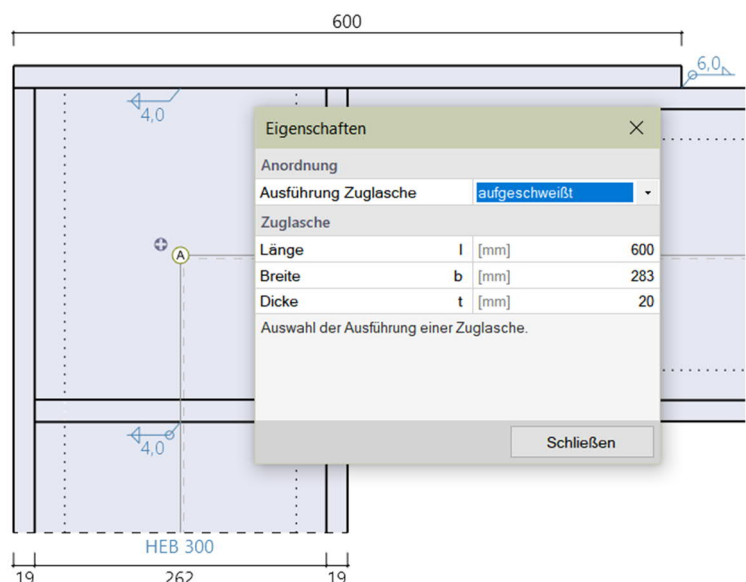 600
6,0
4,0
Eigenschaften
Anordnung
Ausführung Zuglasche aufgeschweißt
Zuglasche
Länge l [mm] 600
A
Breite b [mm] 283
Dicke t [mm] 20
Auswahl der Ausführung einer Zuglasche.
4,0
Schließen
HEB 300
19 262 19